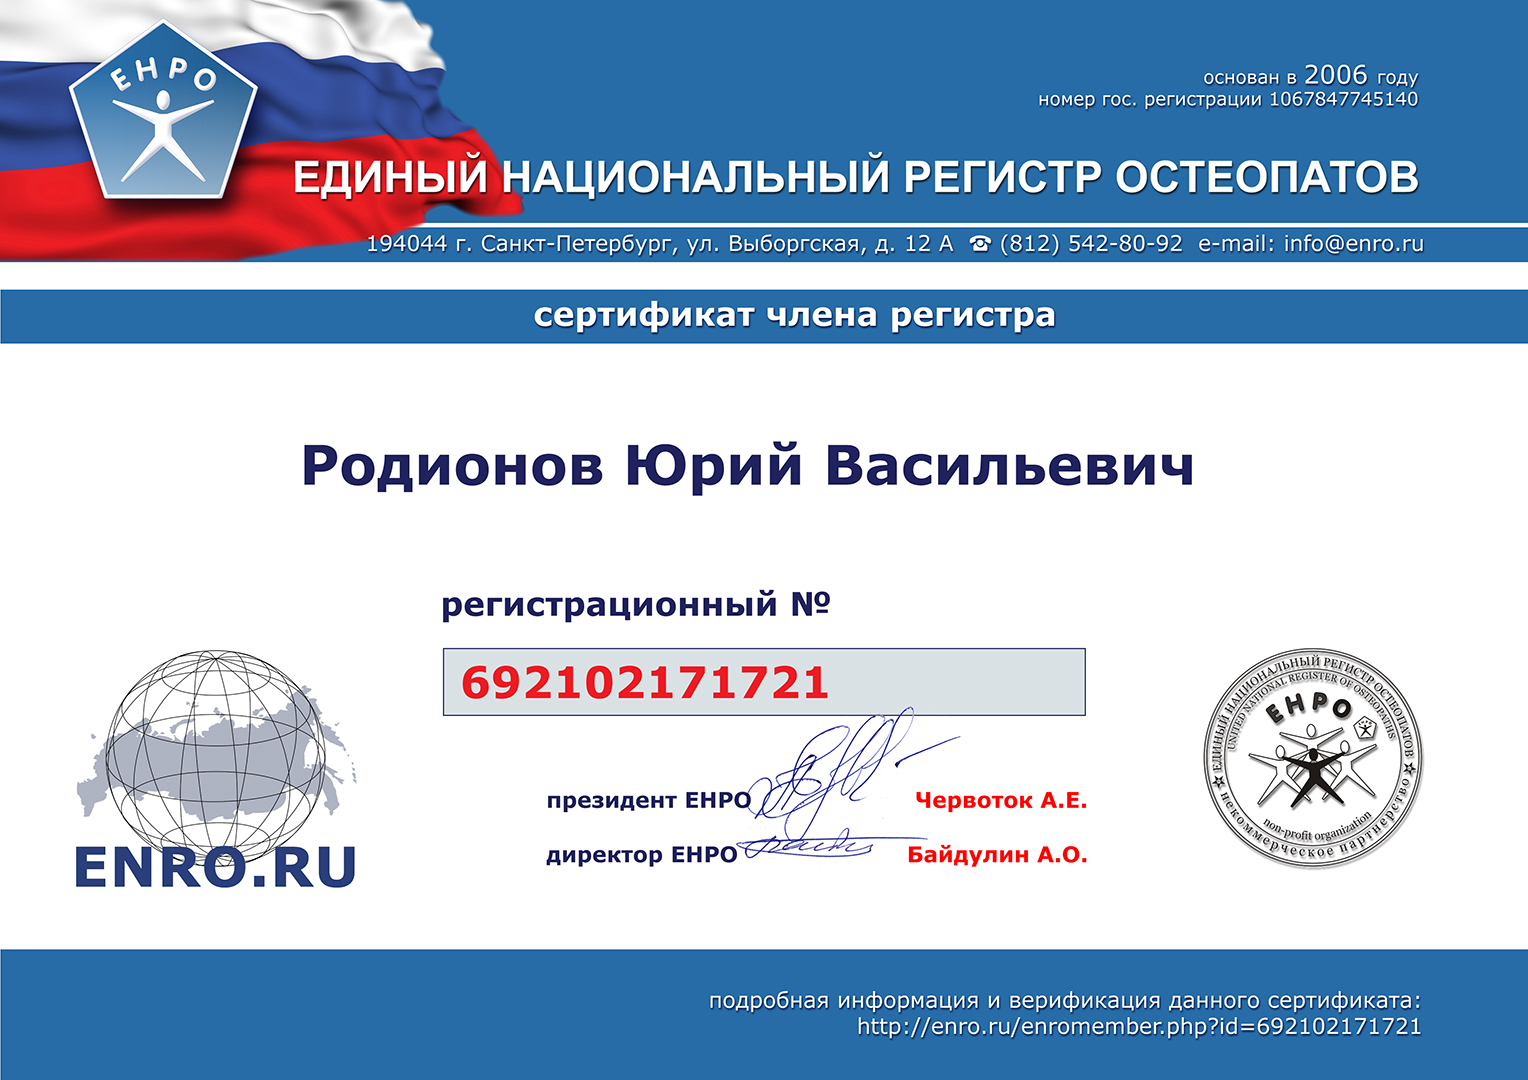 ЕНРО
основан в 2006 году
номер гос. регистрации 1067847745140
ЕДИНЫЙ НАЦИОНАЛЬНЫЙ РЕГИСТР ОСТЕОПАТОВ
194044 г. Санкт-Петербург, ул. Выборгская, д. 12 А ☎ (812) 542-80-92 e-mail: info@enro.ru
сертификат члена регистра
Родионов Юрий Васильевич
регистрационный №
692102171721
президент ЕНРО Червоток А.Е.
директор ЕНРО Байдулин А.О.
ENRO.RU
ЕДИНЫЙ НАЦИОНАЛЬНЫЙ РЕГИСТР ОСТЕОПАТОВ
UNITED NATIONAL REGISTER OF OSTEOPATHS
ЕНРО
non-profit organization
некоммерческое партнерство
подробная информация и верификация данного сертификата:
http://enro.ru/enromember.php?id=692102171721